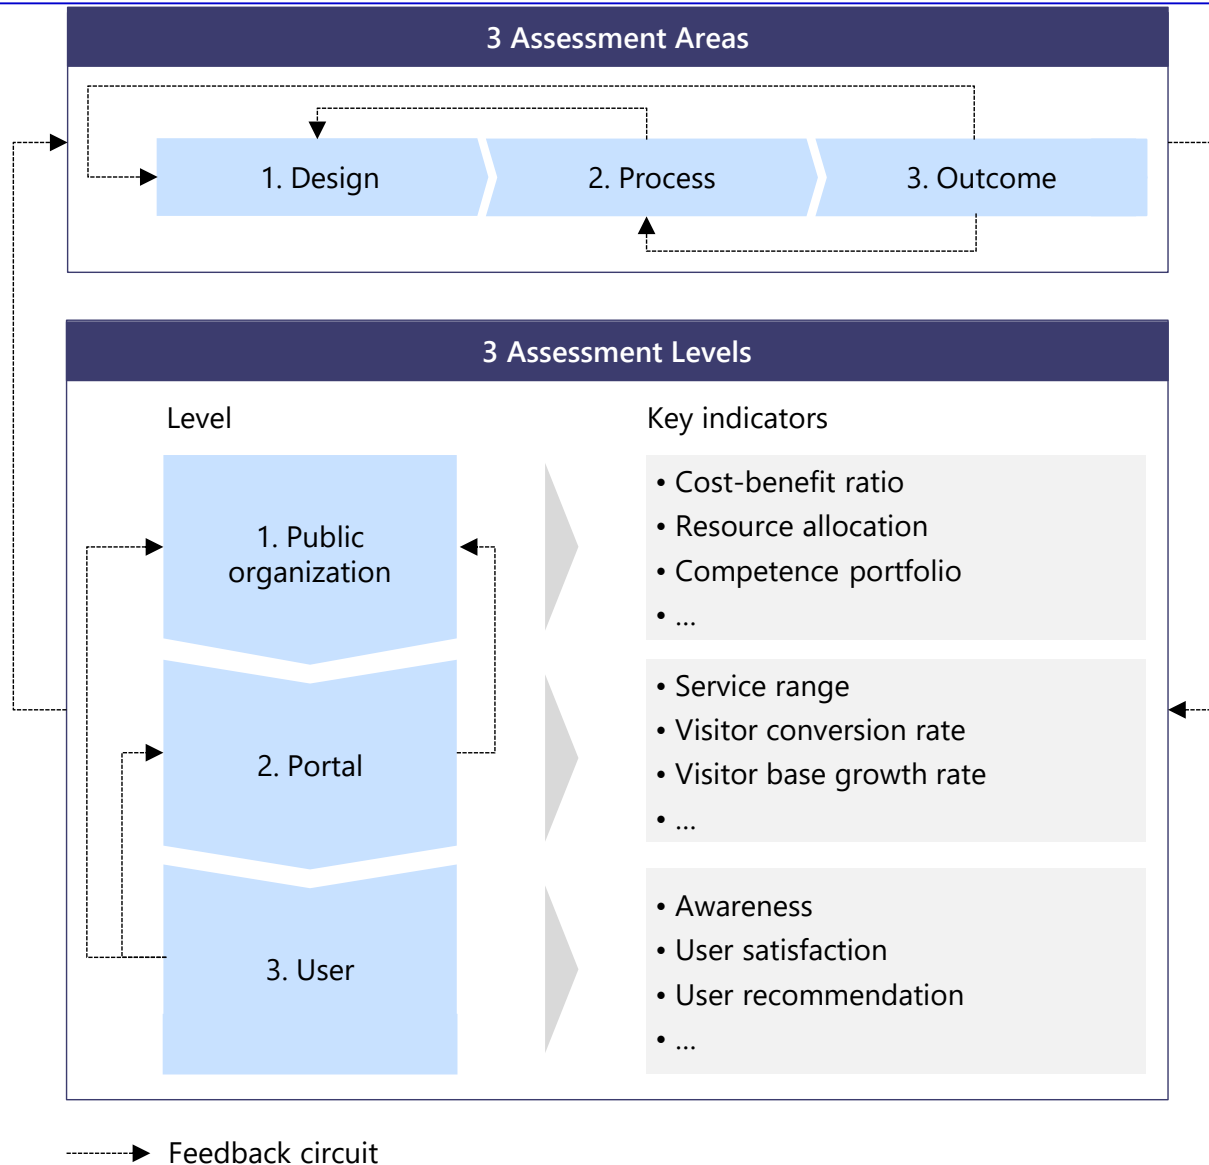 3 Assessment Areas
1. Design
2. Process
3. Outcome
3 Assessment Levels
Level
Key indicators
1. Public
organization
• Cost-benefit ratio
• Resource allocation
• Competence portfolio
• ...
2. Portal
• Service range
• Visitor conversion rate
• Visitor base growth rate
• ...
3. User
• Awareness
• User satisfaction
• User recommendation
• ...
Feedback circuit